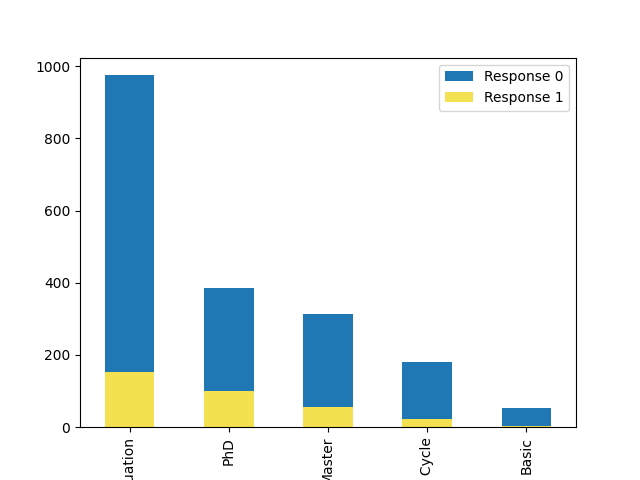 1000
800
600
400
200
0
Response 0
Response 1
uation
PhD
Master
Cycle
Basic